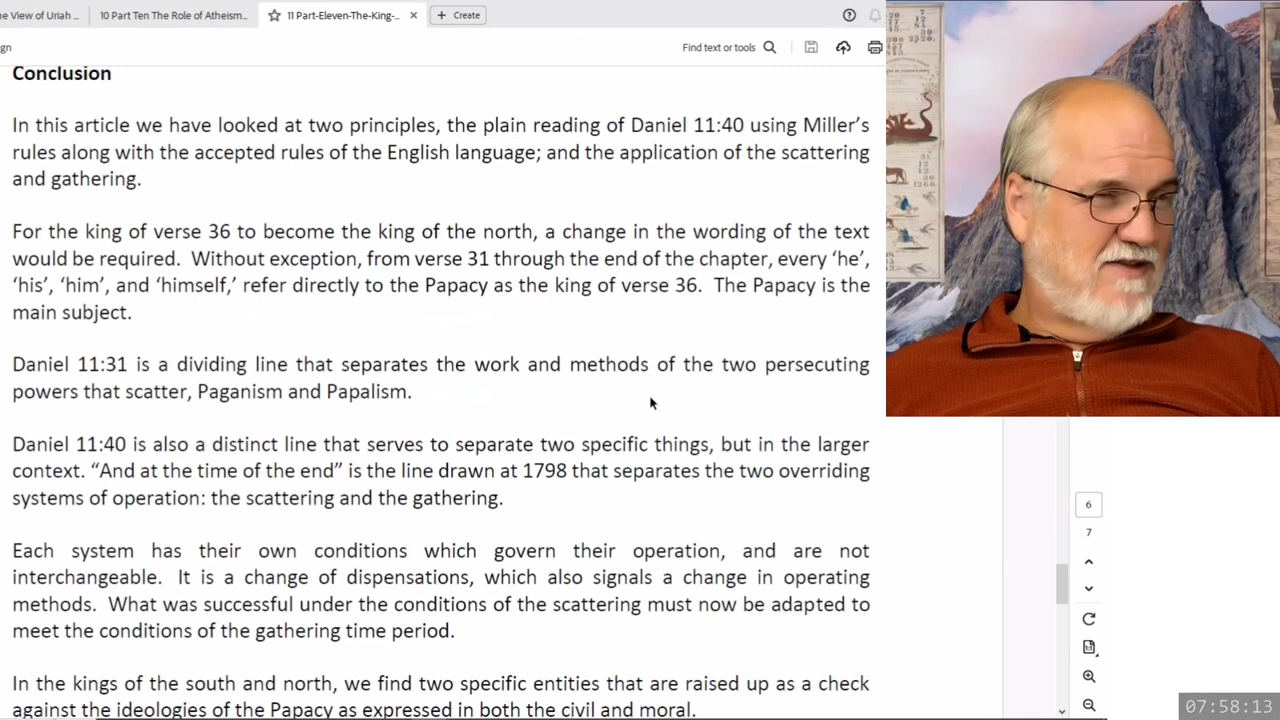 he View of Uriah ...
10 Part Ten The Role of Atheism...
11 Part-Eleven-The-King-...
Create
gn
Find text or tools
Conclusion
In this article we have looked at two principles, the plain reading of Daniel 11:40 using Miller's
rules along with the accepted rules of the English language; and the application of the scattering
and gathering.
For the king of verse 36 to become the king of the north, a change in the wording of the text
would be required. Without exception, from verse 31 through the end of the chapter, every 'he',
'his', 'him', and 'himself,' refer directly to the Papacy as the king of verse 36. The Papacy is the
main subject.
Daniel 11:31 is a dividing line that separates the work and methods of the two persecuting
powers that scatter, Paganism and Papalism.
Daniel 11:40 is also a distinct line that serves to separate two specific things, but in the larger
context. “And at the time of the end” is the line drawn at 1798 that separates the two overriding
systems of operation: the scattering and the gathering.
Each system has their own conditions which govern their operation, and are not
interchangeable. It is a change of dispensations, which also signals a change in operating
methods. What was successful under the conditions of the scattering must now be adapted to
meet the conditions of the gathering time period.
In the kings of the south and north, we find two specific entities that are raised up as a check
against the ideologies of the Papacy as expressed in both the civil and moral.
6
7
07:58:13